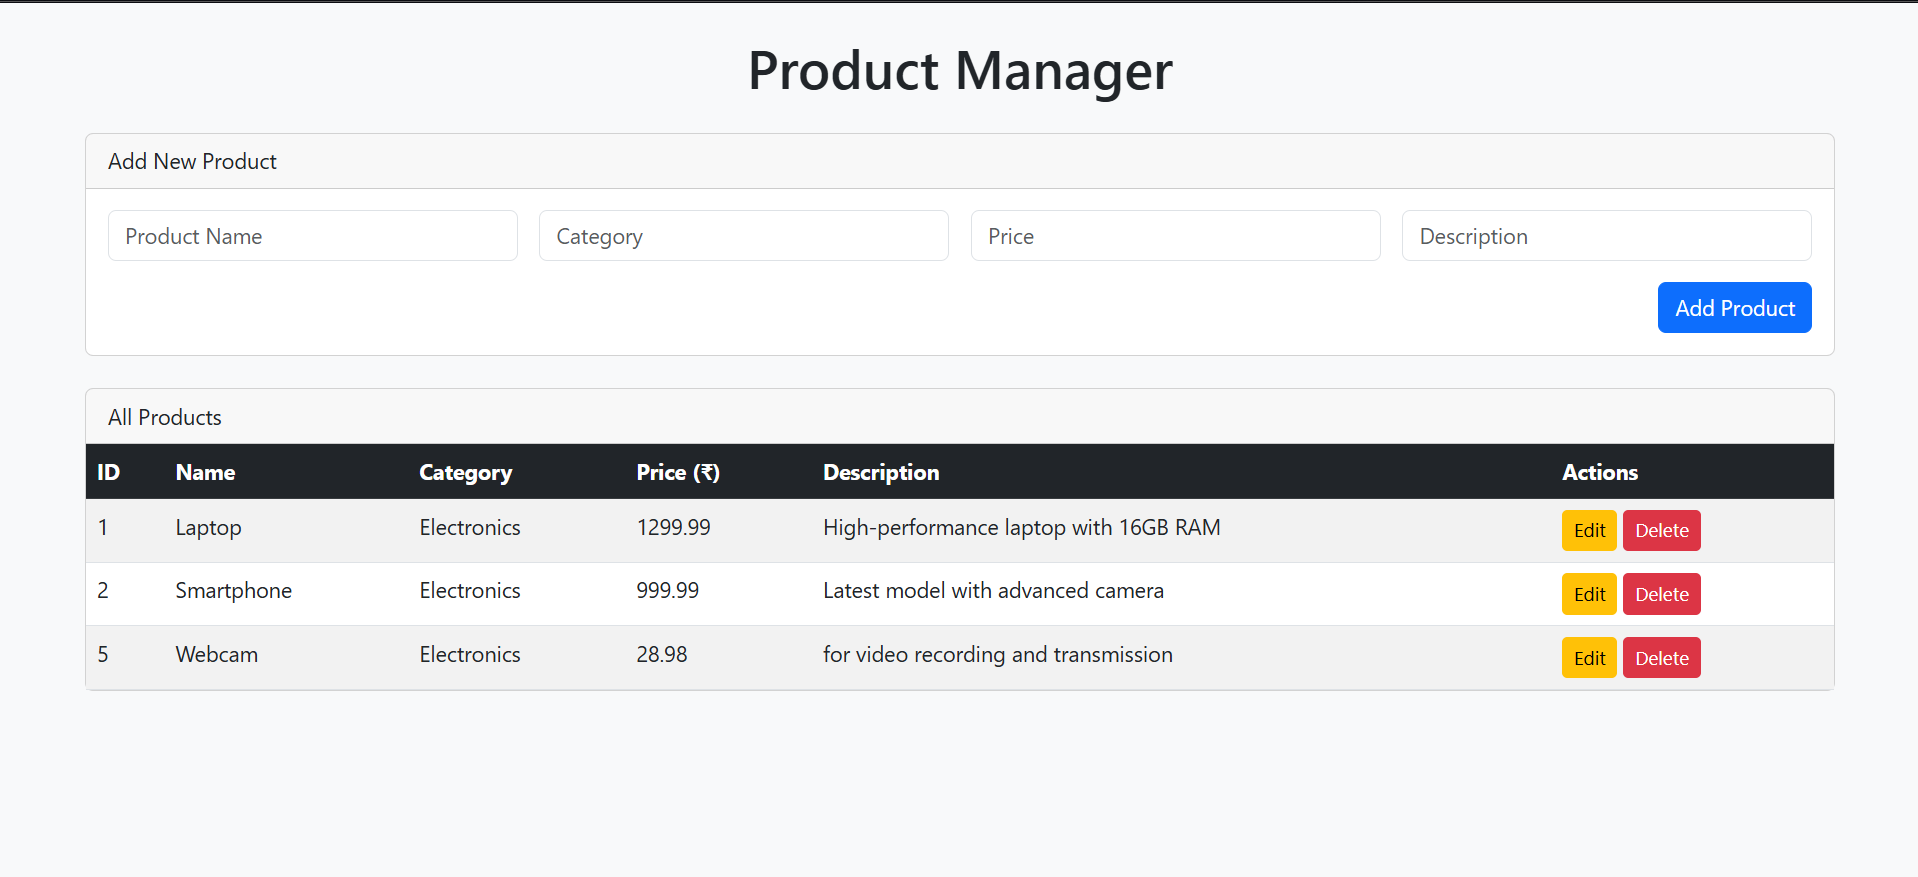 Product Manager
Add New Product
Product Name Category Price Description
Add Product
All Products
ID Name Category Price (₹) Description Actions
1 Laptop Electronics 1299.99 High-performance laptop with 16GB RAM Edit Delete
2 Smartphone Electronics 999.99 Latest model with advanced camera Edit Delete
5 Webcam Electronics 28.98 for video recording and transmission Edit Delete